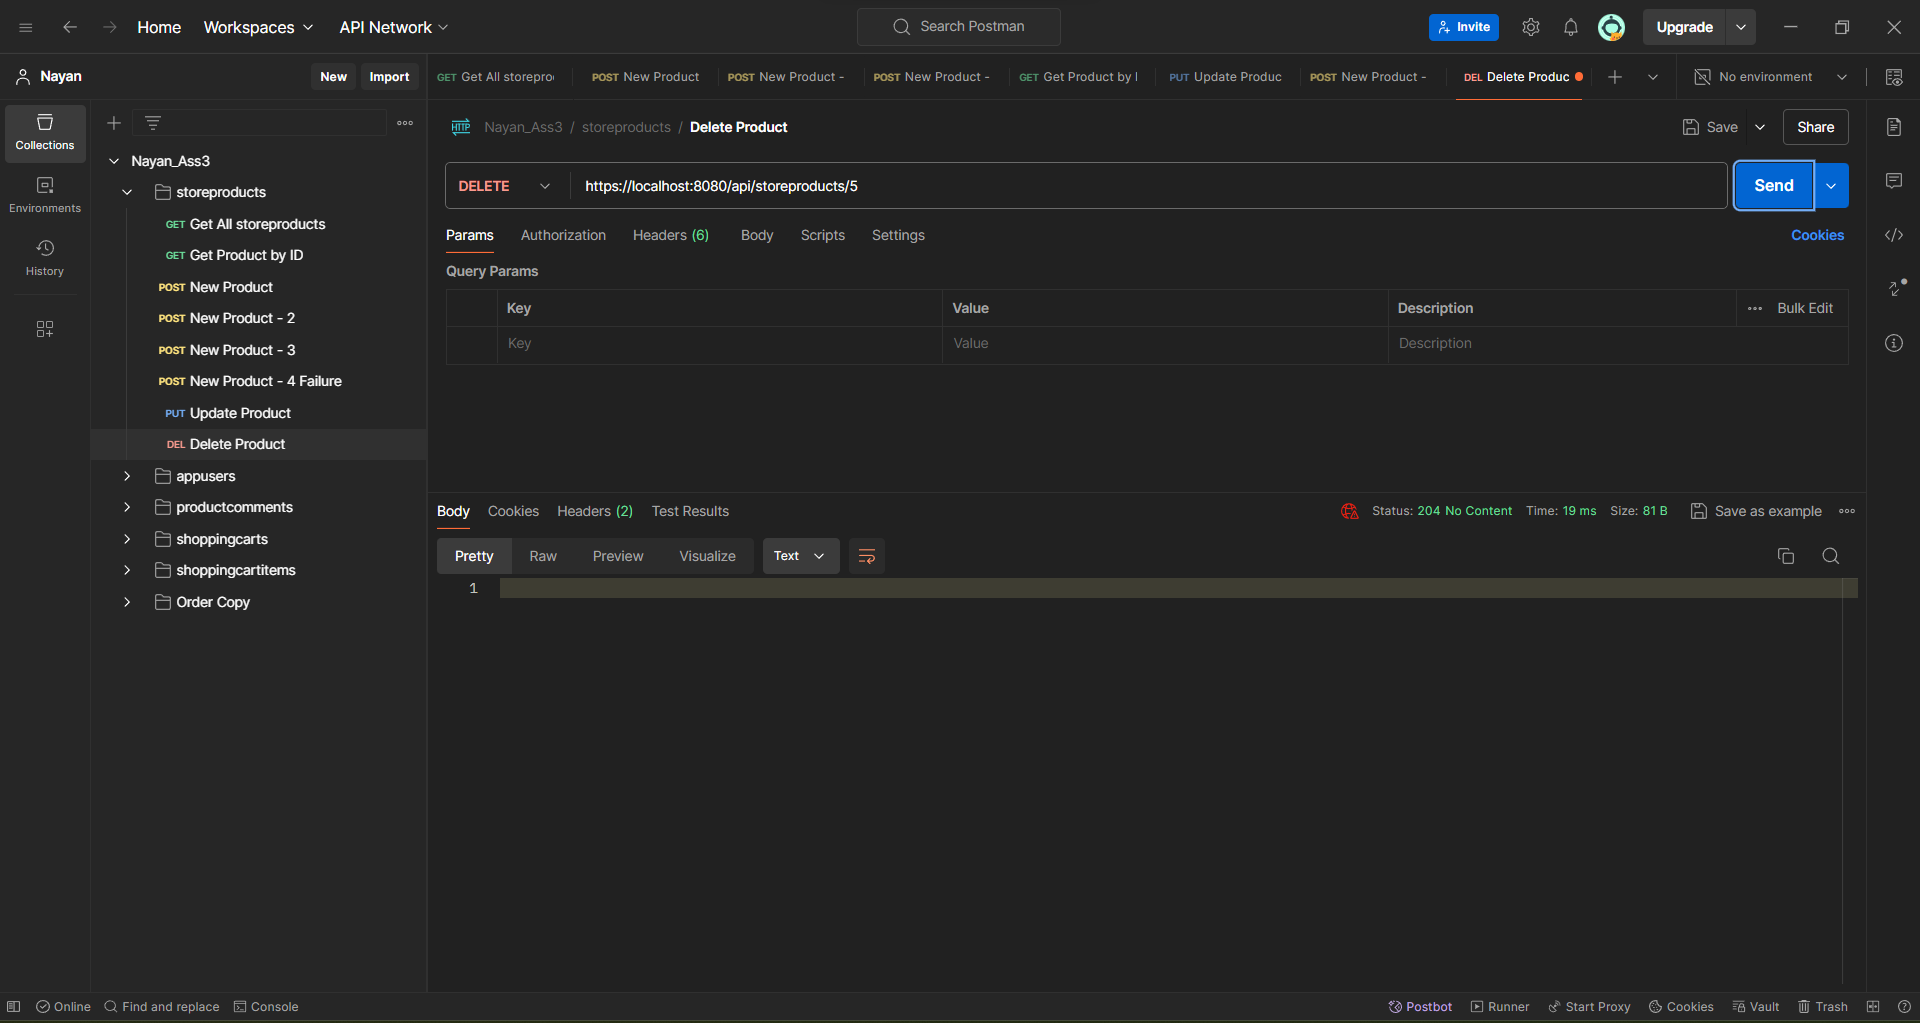 Home Workspaces API Network Search Postman Invite Upgrade
Nayan New Import GET Get All storepro POST New Product POST New Product - POST New Product - GET Get Product by I PUT Update Produc POST New Product - DEL Delete Produc No environment
Collections
Environments
History
Nayan_Ass3
storeproducts
GET Get All storeproducts
GET Get Product by ID
POST New Product
POST New Product - 2
POST New Product - 3
POST New Product - 4 Failure
PUT Update Product
DEL Delete Product
appusers
productcomments
shoppingcarts
shoppingcartitems
Order Copy
HTTP Nayan_Ass3 / storeproducts / Delete Product Save Share
DELETE https://localhost:8080/api/storeproducts/5 Send
Params Authorization Headers (6) Body Scripts Settings Cookies
Query Params
Key Value Description Bulk Edit
Key Value Description
Body Cookies Headers (2) Test Results Status: 204 No Content Time: 19 ms Size: 81 B Save as example
Pretty Raw Preview Visualize Text
1
Online Find and replace Console Postbot Runner Start Proxy Cookies Vault Trash